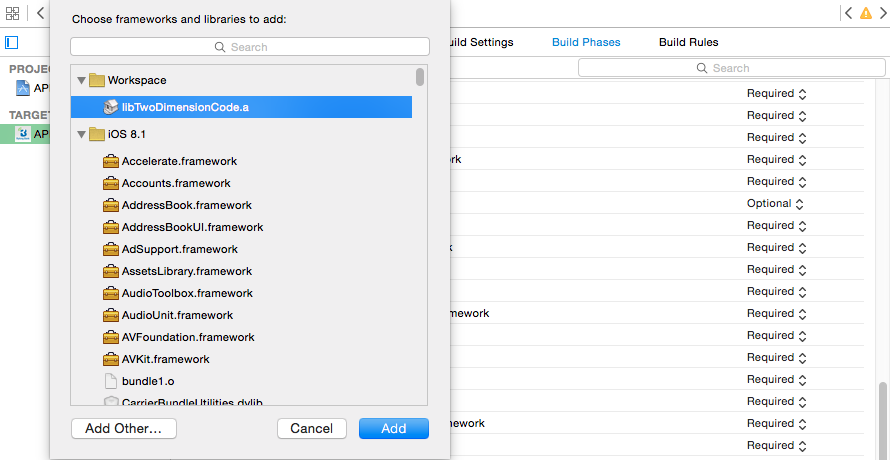 Choose frameworks and libraries to add:
Search
Workspace
libTwoDimensionCode.a
iOS 8.1
Accelerate.framework
Accounts.framework
AddressBook.framework
AddressBookUI.framework
AdSupport.framework
AssetsLibrary.framework
AudioToolbox.framework
AudioUnit.framework
AVFoundation.framework
AVKit.framework
bundle1.o
CarrierBundleUtilities.dylib
Add Other...
Cancel
Add
PROJE
AP
TARGET
AP
uild Settings
Build Phases
Build Rules
Search
Required
Required
Required
rk
Required
Required
Optional
Required
k
Required
Required
Required
mework
Required
Required
Required
Required
Required
ework
Required
Required